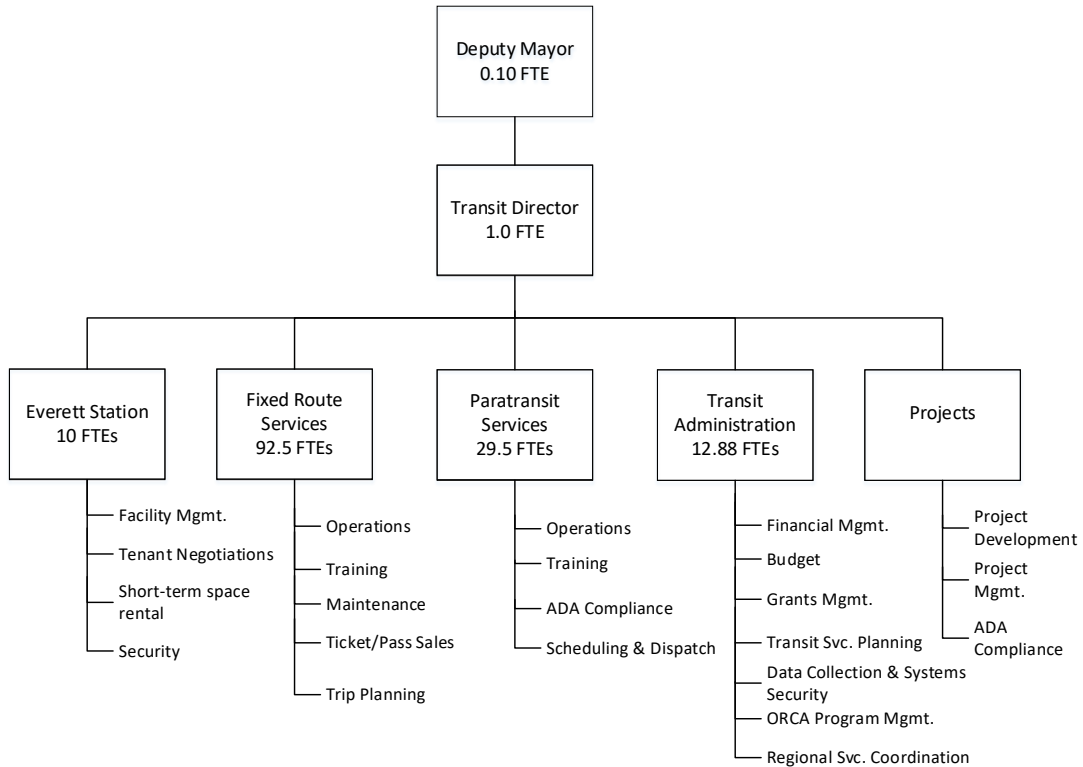 Deputy Mayor
0.10 FTE
Transit Director
1.0 FTE
Everett Station
10 FTEs
Facility Mgmt.
Tenant Negotiations
Short-term space
rental
Security
Fixed Route
Services
92.5 FTEs
Operations
Training
Maintenance
Ticket/Pass Sales
Trip Planning
Paratransit
Services
29.5 FTEs
Operations
Training
ADA Compliance
Scheduling & Dispatch
Transit
Administration
12.88 FTEs
Financial Mgmt.
Budget
Grants Mgmt.
Transit Svc. Planning
Data Collection & Systems
Security
ORCA Program Mgmt.
Regional Svc. Coordination
Projects
Project
Development
Project
Mgmt.
ADA
Compliance